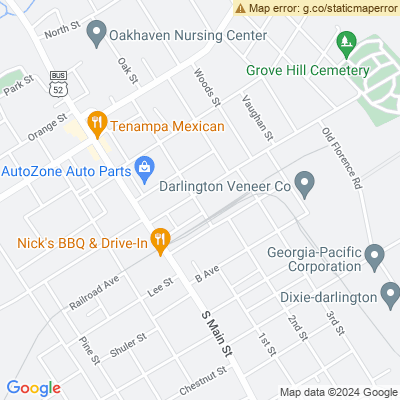 Map error: g.co/staticmaperror
North St
Oakhaven Nursing Center
Oak St
Woods St
Grove Hill Cemetery
Park St
BUS
52
Vaughan St
Orange St
Tenampa Mexican
Old Florence Rd
AutoZone Auto Parts
Darlington Veneer Co
Nick's BBQ & Drive-In
Georgia-Pacific
Corporation
B Ave
Railroad Ave
Lee St
Dixie-darlington
S Main St
2nd St
3rd St
1st St
Pine St
Shuler St
Chestnut St
Google
Map data ©2024 Google